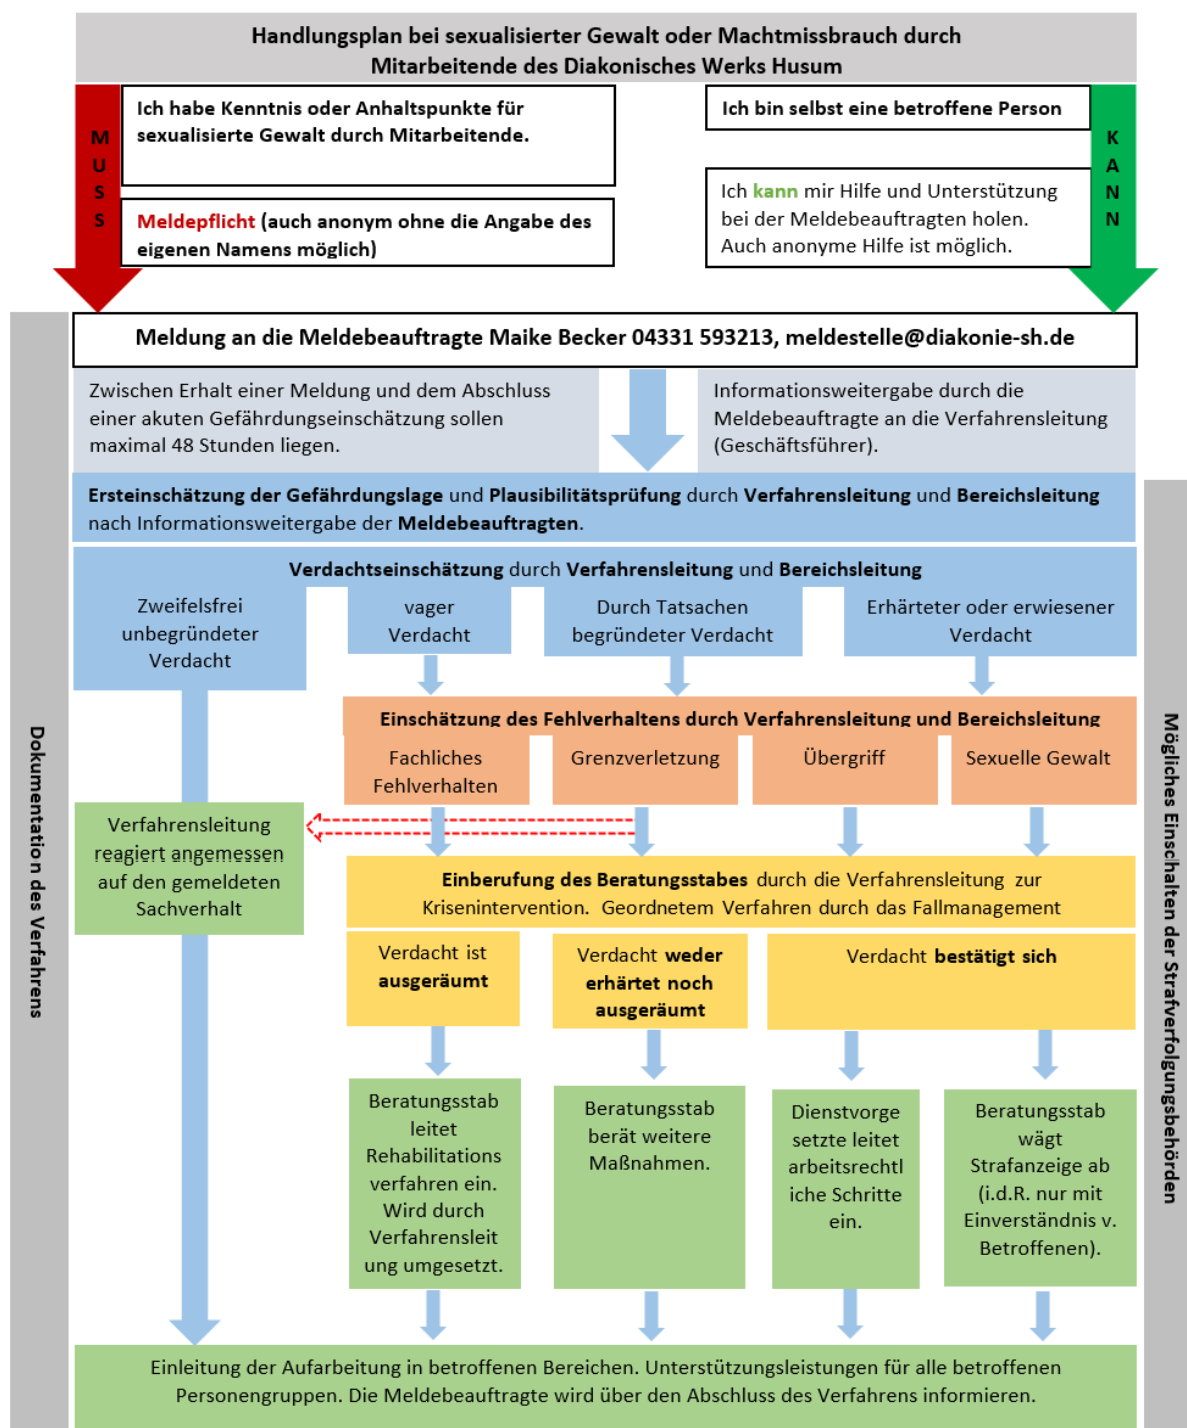 Handlungsplan bei sexualisierter Gewalt oder Machtmissbrauch durch
Mitarbeitende des Diakonisches Werks Husum
MUSS
Ich habe Kenntnis oder Anhaltspunkte für
sexualisierte Gewalt durch Mitarbeitende.
Meldepflicht (auch anonym ohne die Angabe des
eigenen Namens möglich)
Ich bin selbst eine betroffene Person
Ich kann mir Hilfe und Unterstützung
bei der Meldebeauftragten holen.
Auch anonyme Hilfe ist möglich.
KANN
Meldung an die Meldebeauftragte Maike Becker 04331 593213, meldestelle@diakonie-sh.de
Zwischen Erhalt einer Meldung und dem Abschluss
einer akuten Gefährdungseinschätzung sollen
maximal 48 Stunden liegen.
Informationsweitergabe durch die
Meldebeauftragte an die Verfahrensleitung
(Geschäftsführer).
Ersteinschätzung der Gefährdungslage und Plausibilitätsprüfung durch Verfahrensleitung und Bereichsleitung
nach Informationsweitergabe der Meldebeauftragten.
Verdachtseinschätzung durch Verfahrensleitung und Bereichsleitung
Zweifelsfrei
unbegründeter
Verdacht
vager
Verdacht
Durch Tatsachen
begründeter Verdacht
Erhärteter oder erwiesener
Verdacht
Einschätzung des Fehlverhaltens durch Verfahrensleitung und Bereichsleitung
Fachliches
Fehlverhalten
Grenzverletzung
Übergriff
Sexuelle Gewalt
Verfahrensleitung
reagiert angemessen
auf den gemeldeten
Sachverhalt
Einberufung des Beratungsstabes durch die Verfahrensleitung zur
Krisenintervention. Geordnetem Verfahren durch das Fallmanagement
Verdacht ist
ausgeräumt
Verdacht weder
erhärtet noch
ausgeräumt
Verdacht bestätigt sich
Beratungsstab
leitet
Rehabilitations
verfahren ein.
Wird durch
Verfahrensleit
ung umgesetzt.
Beratungsstab
berät weitere
Maßnahmen.
Dienstvorge
setzte leitet
arbeitsrechtl
iche Schritte
ein.
Beratungsstab
wägt
Strafanzeige ab
(i.d.R. nur mit
Einverständnis v.
Betroffenen).
Einleitung der Aufarbeitung in betroffenen Bereichen. Unterstützungsleistungen für alle betroffenen
Personengruppen. Die Meldebeauftragte wird über den Abschluss des Verfahrens informieren.
Dokumentation des Verfahrens
Mögliches Einschalten der Strafverfolgungsbehörden